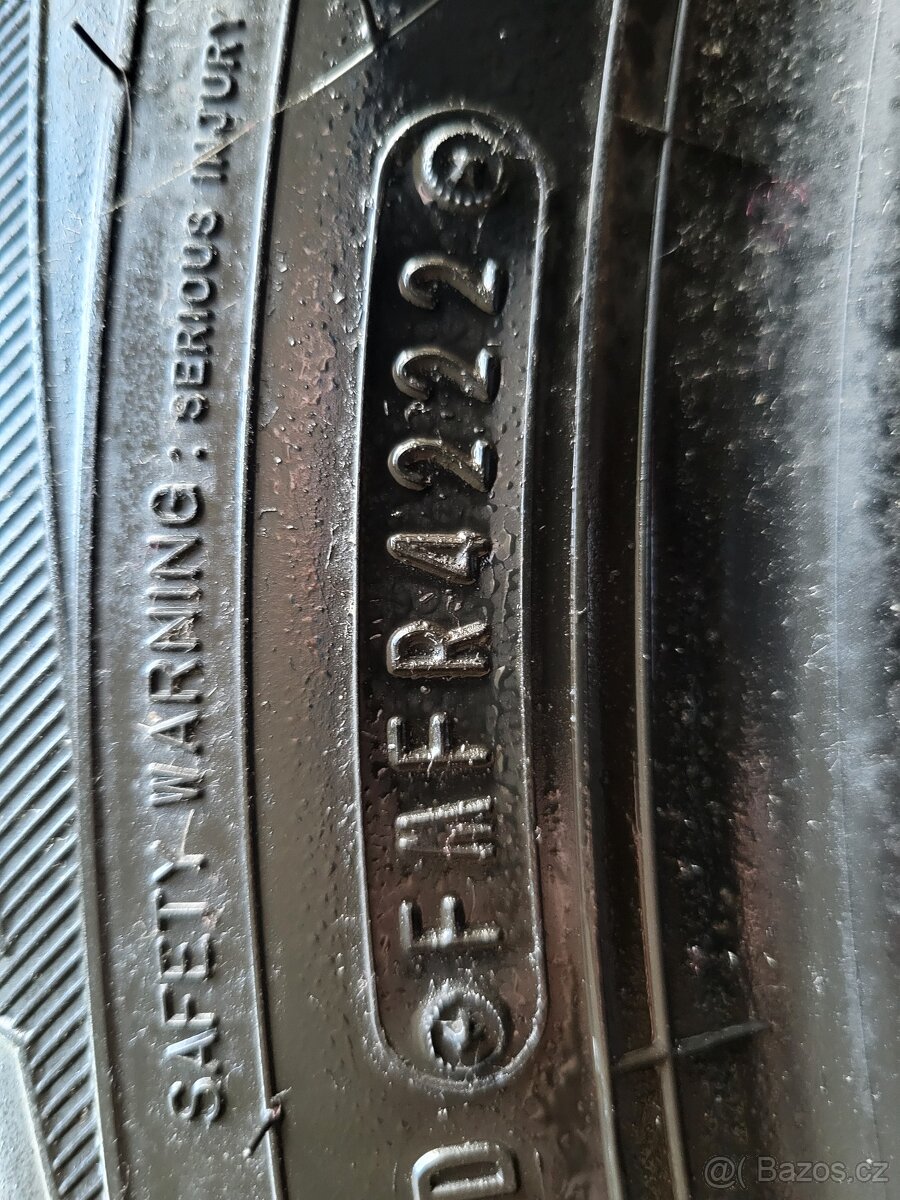 SAFETY WARNING: SERIOUS INJURY
FMFR4222
D
@( Bazos.cz